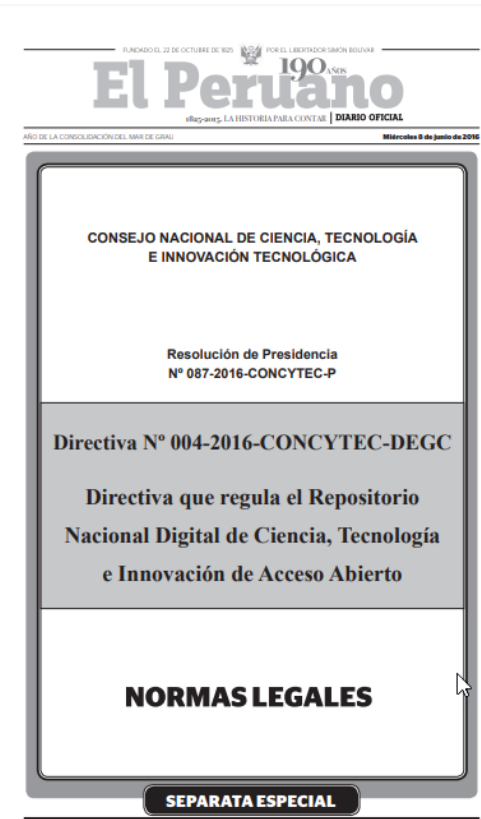 FUNDADO EL 22 DE OCTUBRE DE 1825 POR EL LIBERTADOR SIMÓN BOLÍVAR
El Peruano
190 AÑOS
1825-2015. LA HISTORIA PARA CONTAR | DIARIO OFICIAL
AÑO DE LA CONSOLIDACIÓN DEL MAR DE GRAU
Miércoles 8 de junio de 2016
CONSEJO NACIONAL DE CIENCIA, TECNOLOGÍA
E INNOVACIÓN TECNOLÓGICA
Resolución de Presidencia
Nº 087-2016-CONCYTEC-P
Directiva Nº 004-2016-CONCYTEC-DEGC
Directiva que regula el Repositorio
Nacional Digital de Ciencia, Tecnología
e Innovación de Acceso Abierto
NORMAS LEGALES
SEPARATA ESPECIAL